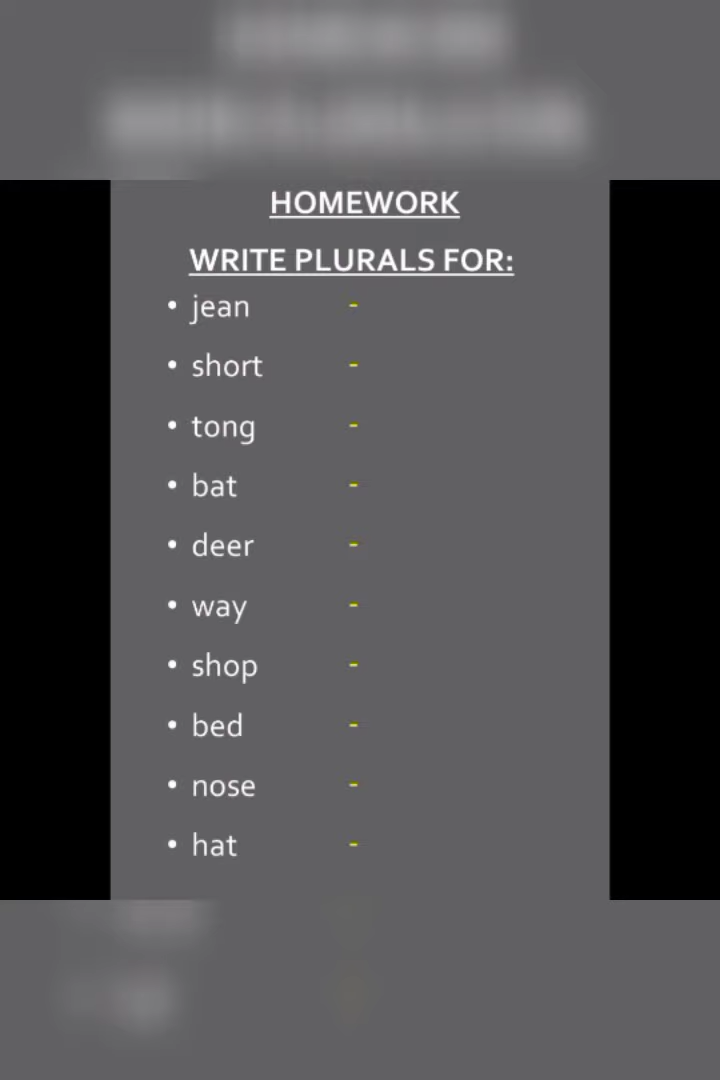 HOMEWORK
WRITE PLURALS FOR:
• jean -
• short -
• tong -
• bat -
• deer -
• way -
• shop -
• bed -
• nose -
• hat -